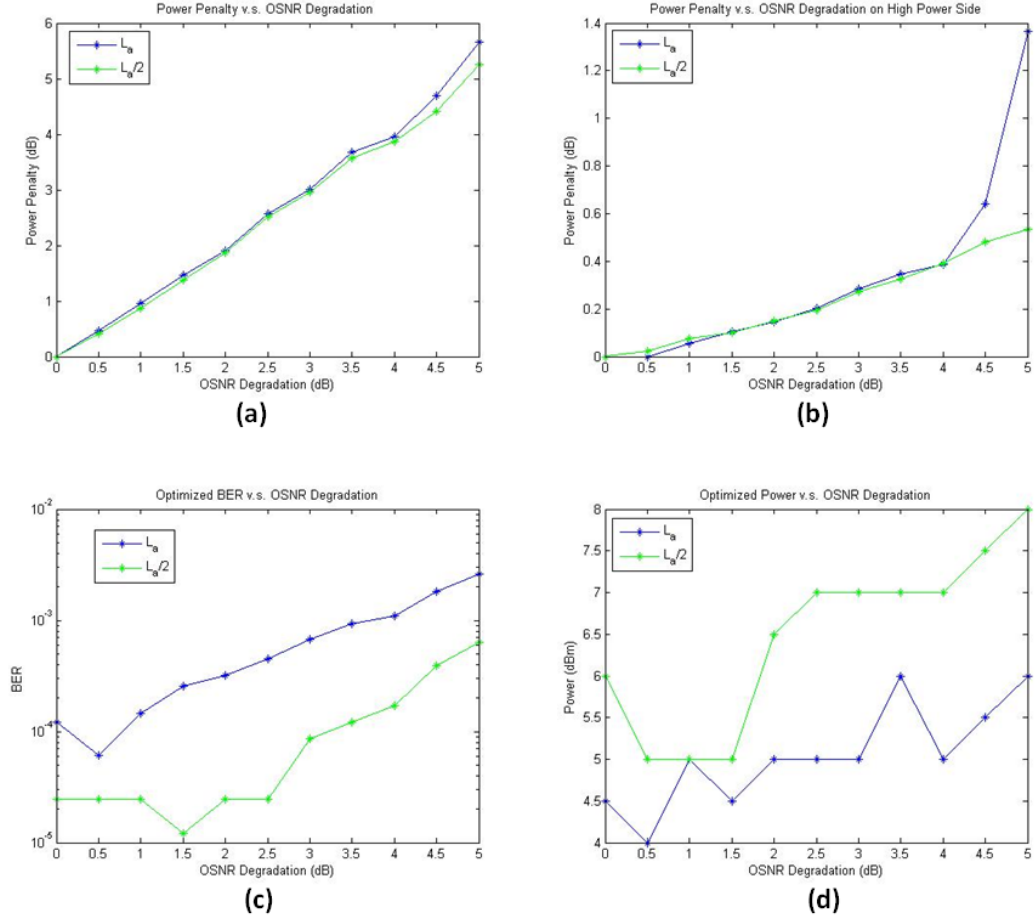 Power Penalty v.s. OSNR Degradation
6
5
4
3
2
1
0
Power Penalty (dB)
L_a
L_a/2
0 0.5 1 1.5 2 2.5 3 3.5 4 4.5 5
OSNR Degradation (dB)
(a)
Power Penalty v.s. OSNR Degradation on High Power Side
1.4
1.2
1
0.8
0.6
0.4
0.2
0
Power Penalty (dB)
L_a
L_a/2
0 0.5 1 1.5 2 2.5 3 3.5 4 4.5 5
OSNR Degradation (dB)
(b)
Optimized BER v.s. OSNR Degradation
10^-2
10^-3
10^-4
10^-5
BER
L_a
L_a/2
0 0.5 1 1.5 2 2.5 3 3.5 4 4.5 5
OSNR Degradation (dB)
(c)
Optimized Power v.s. OSNR Degradation
8
7.5
7
6.5
6
5.5
5
4.5
4
Power (dBm)
L_a
L_a/2
0 0.5 1 1.5 2 2.5 3 3.5 4 4.5 5
OSNR Degradation (dB)
(d)